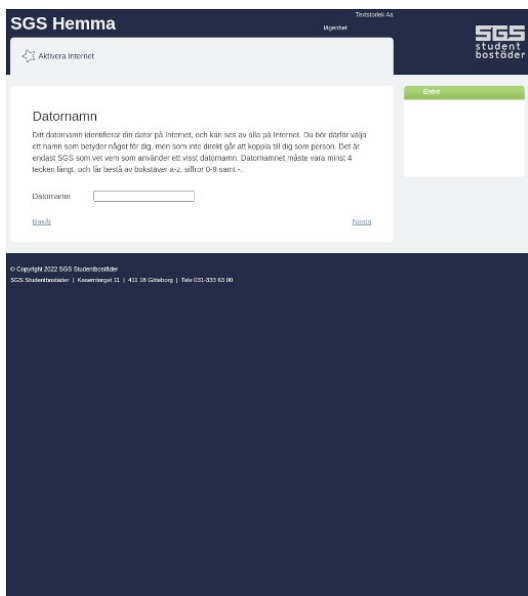 Textstorlek Aa
SGS Hemma
lägenhet
SGS
student
bostäder
Aktivera Internet
Entré
Datornamn
Ditt datornamn identifierar din dator på Internet, och kan ses av alla på Internet. Du bör därför välja
ett namn som betyder något för dig, men som inte direkt går att koppla till dig som person. Det är
endast SGS som vet vem som använder ett visst datornamn. Datornamnet måste vara minst 4
tecken långt, och får bestå av bokstäver a-z, siffror 0-9 samt -.
Datornamn
Bakåt
Nästa
© Copyright 2022 SGS Studentbostäder
SGS Studentbostäder | Kaserntorget 11 | 411 18 Göteborg | Tele 031-333 63 00